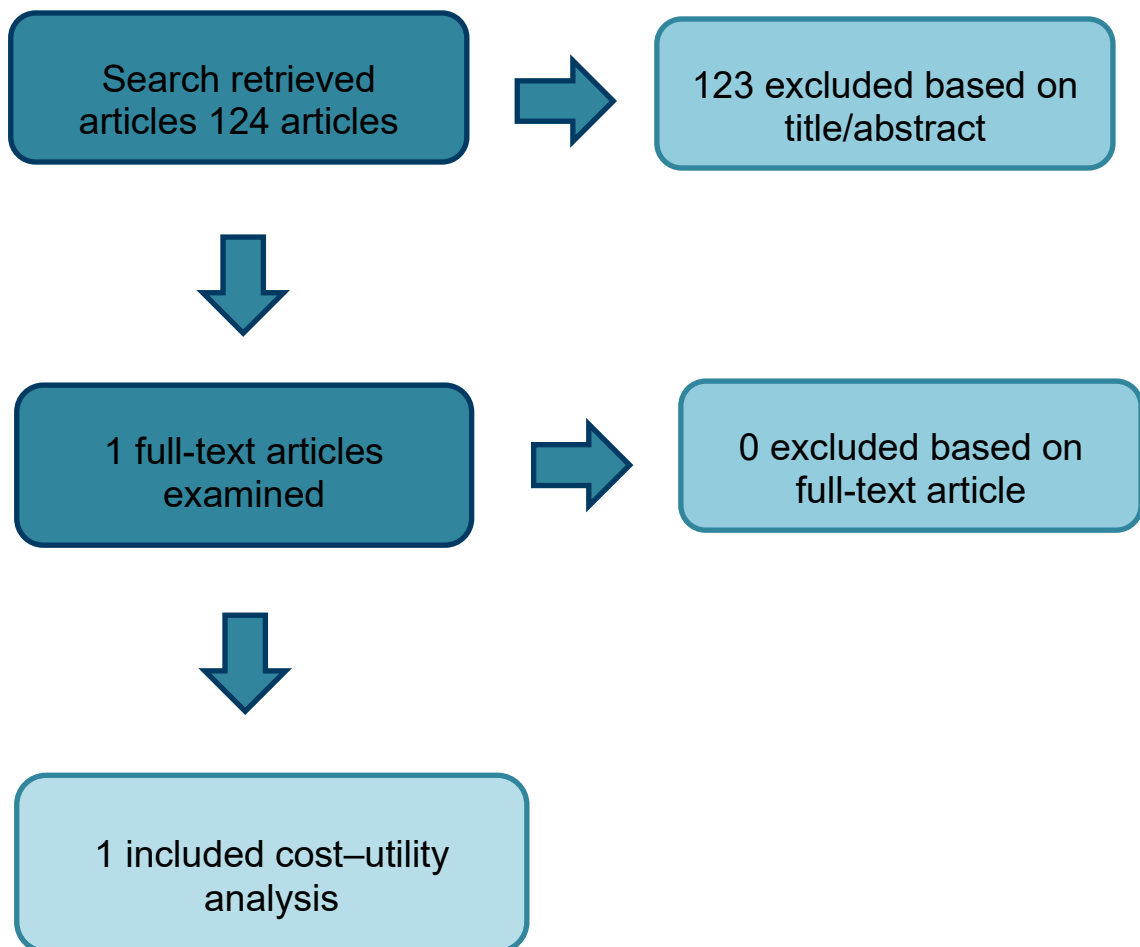 Search retrieved
articles 124 articles
123 excluded based on
title/abstract
1 full-text articles
examined
0 excluded based on
full-text article
1 included cost–utility
analysis